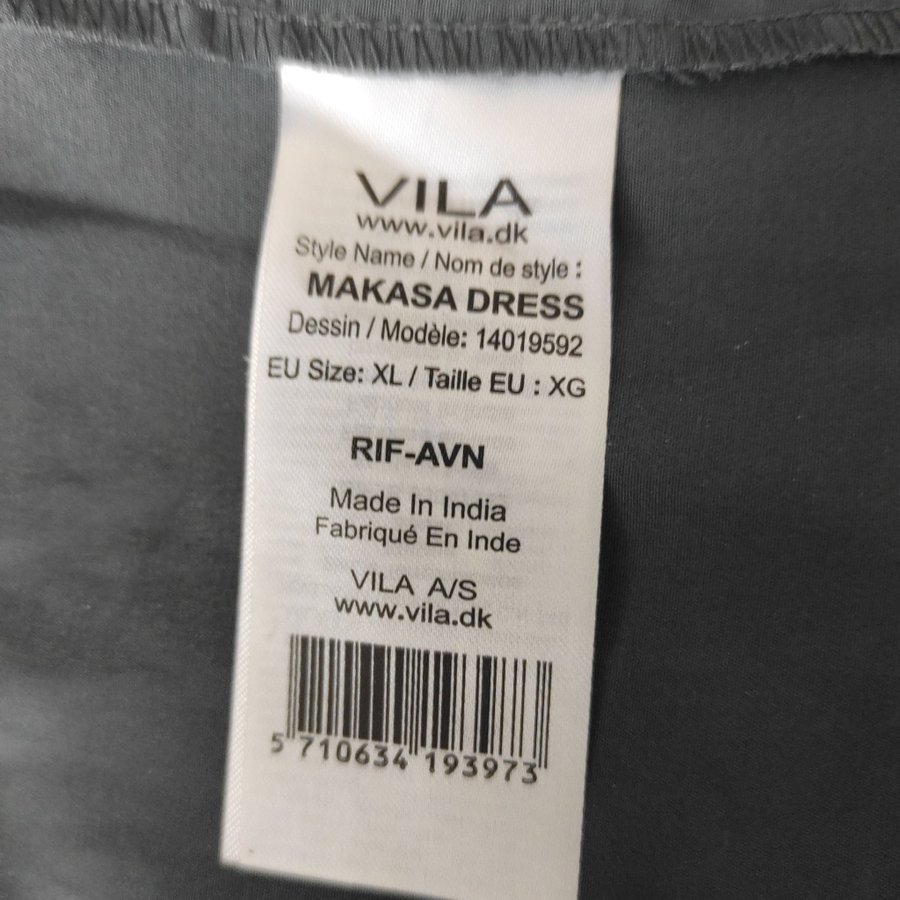 VILA
www.vila.dk
Style Name / Nom de style :
MAKASA DRESS
Dessin / Modèle: 14019592
EU Size: XL / Taille EU : XG
RIF-AVN
Made In India
Fabriqué En Inde
VILA A/S
www.vila.dk
5 710634 193973